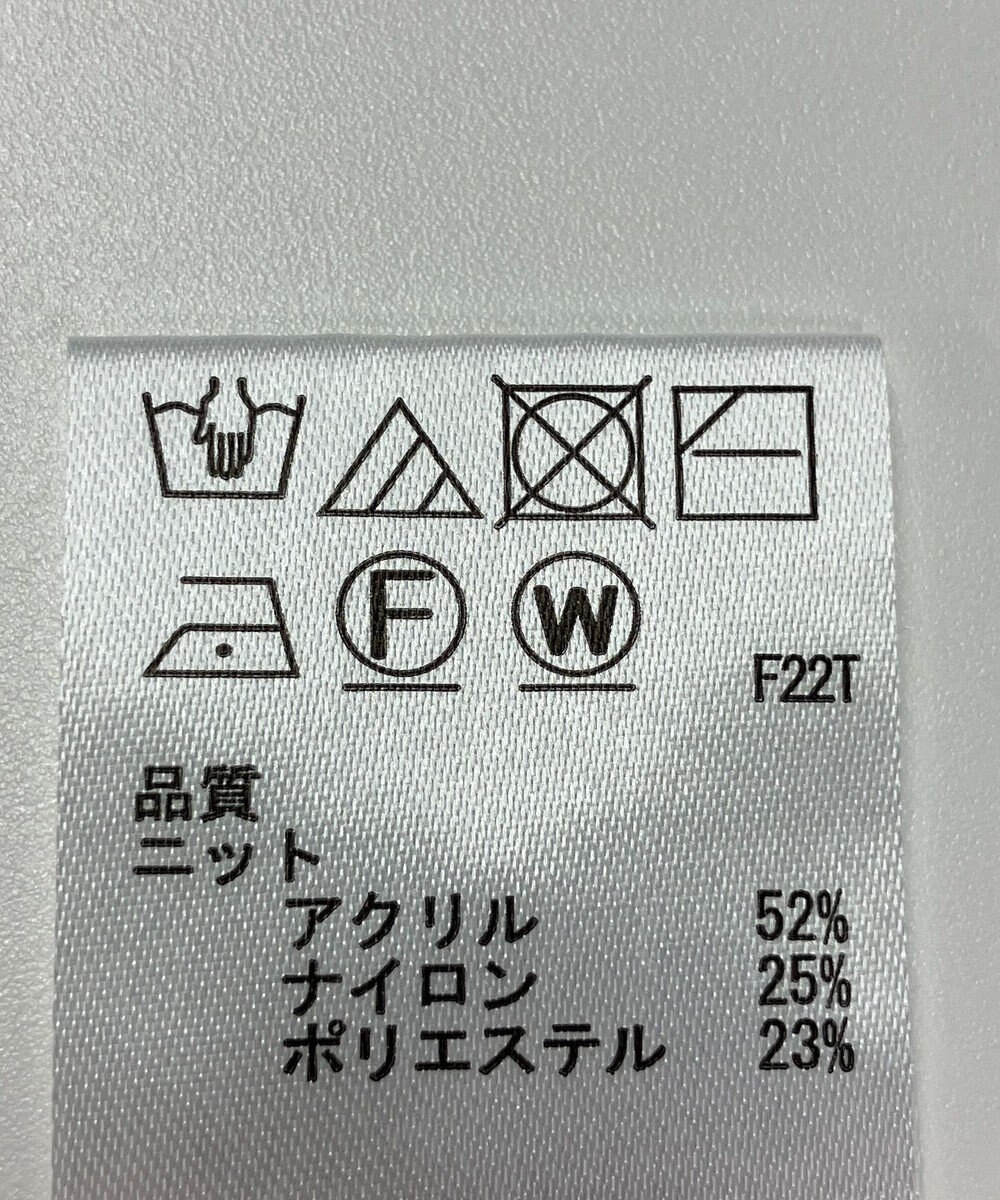 F W
F22T
品質
ニット
アクリル 52%
ナイロン 25%
ポリエステル 23%